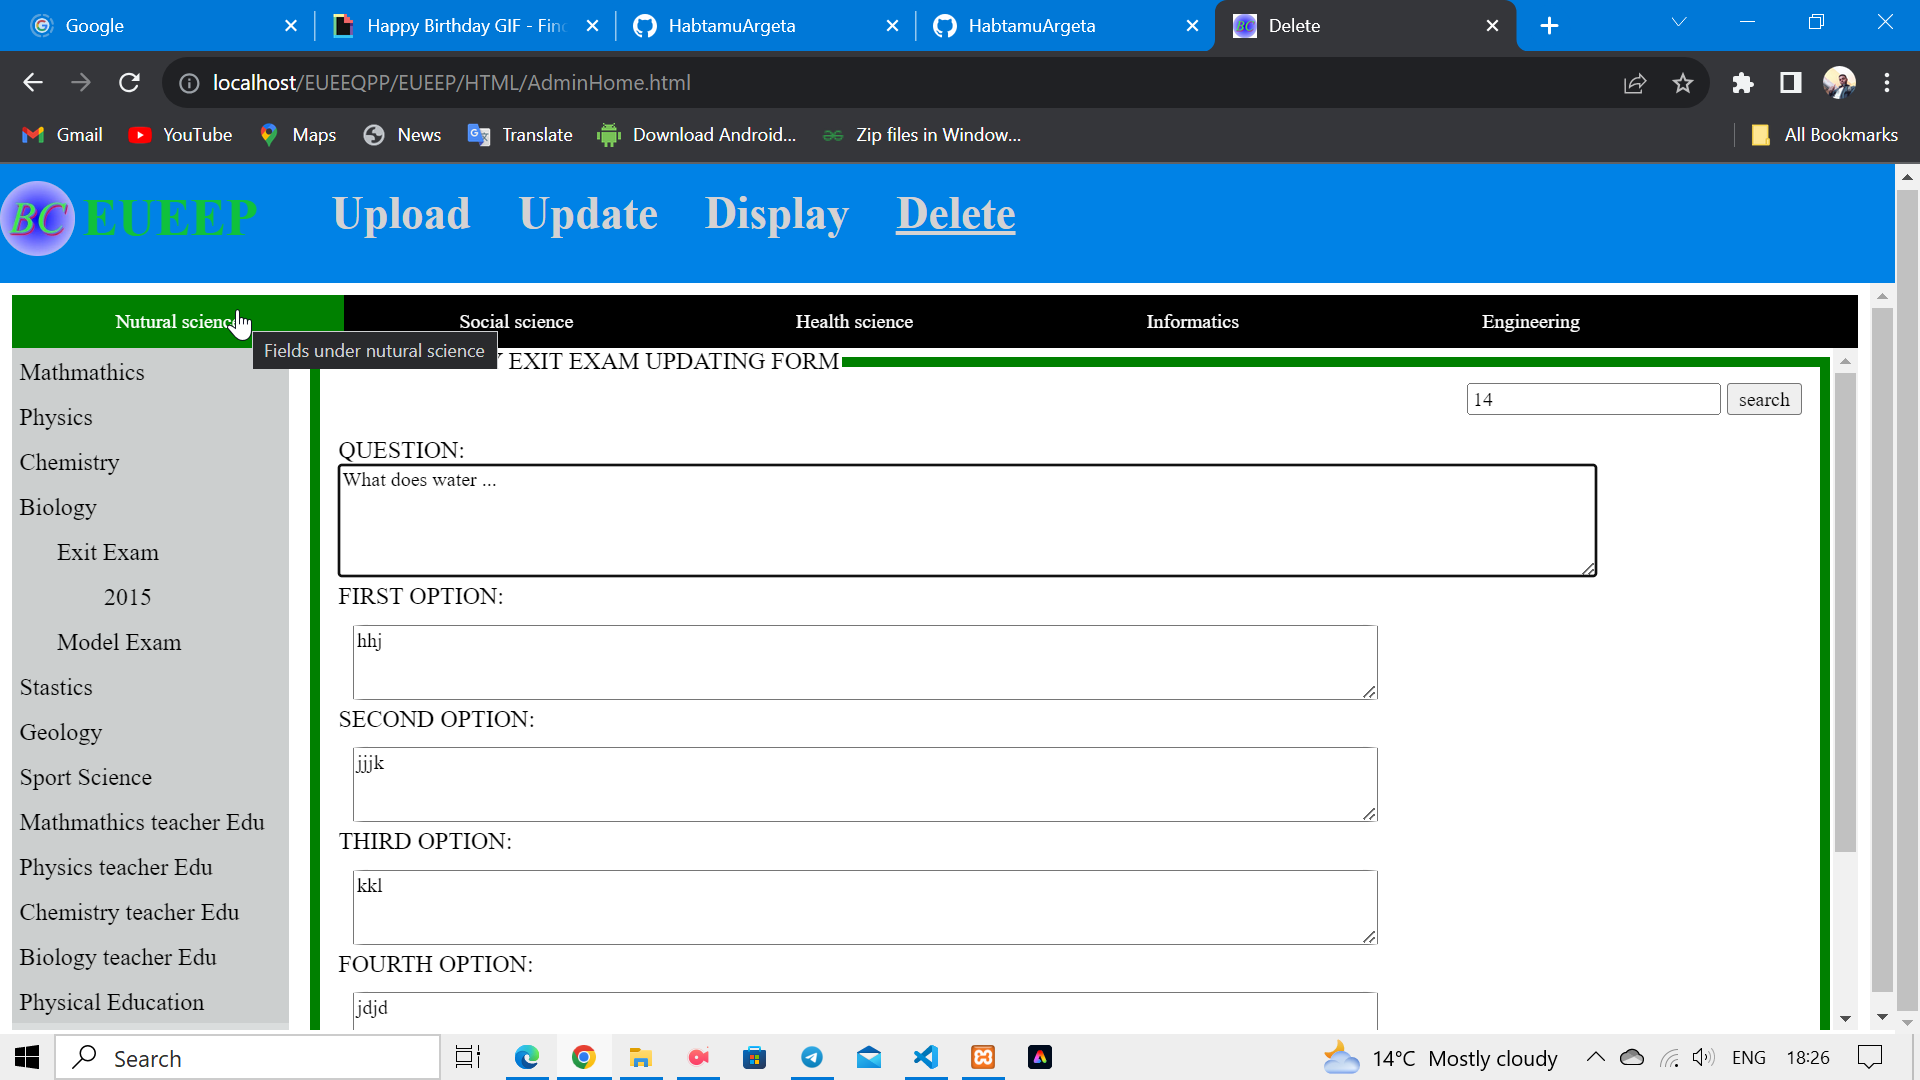 Google
Happy Birthday GIF - Fin
HabtamuArgeta
HabtamuArgeta
Delete
localhost/EUEEQPP/EUEEP/HTML/AdminHome.html
Gmail
YouTube
Maps
News
Translate
Download Android...
Zip files in Window...
All Bookmarks
BC EUEEP
Upload
Update
Display
Delete
Nutural science
Social science
Health science
Informatics
Engineering
Fields under nutural science
EXIT EXAM UPDATING FORM
14
search
Mathmathics
Physics
Chemistry
Biology
Exit Exam
2015
Model Exam
Stastics
Geology
Sport Science
Mathmathics teacher Edu
Physics teacher Edu
Chemistry teacher Edu
Biology teacher Edu
Physical Education
QUESTION:
What does water ...
FIRST OPTION:
hhj
SECOND OPTION:
jjjk
THIRD OPTION:
kkl
FOURTH OPTION:
jdjd
Search
14°C Mostly cloudy
ENG
18:26